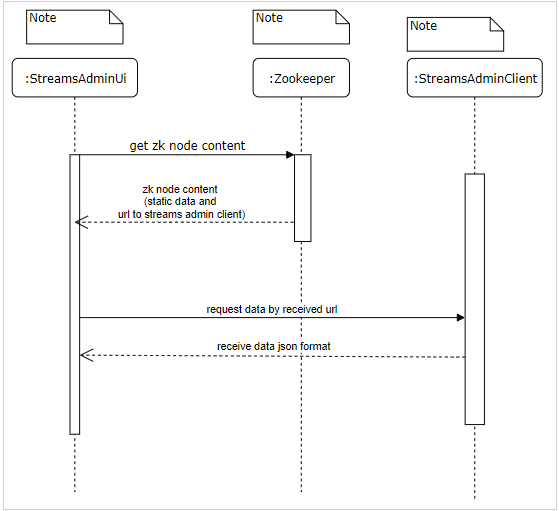 Note
Note
Note
:StreamsAdminUi
:Zookeeper
:StreamsAdminClient
get zk node content
zk node content
(static data and
url to streams admin client)
request data by received url
receive data json format